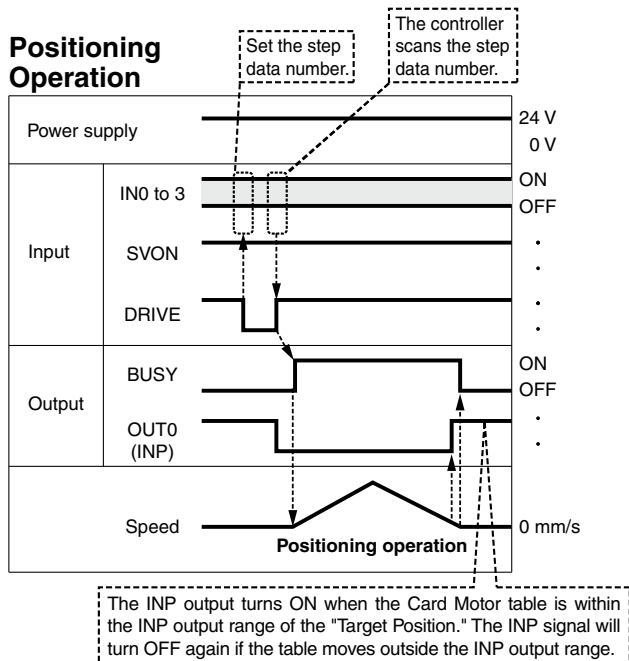 Positioning
Operation
Set the step
data number.
The controller
scans the step
data number.
Power supply
24 V
0 V
Input
IN0 to 3
ON
OFF
SVON
DRIVE
Output
BUSY
ON
OFF
OUT0
(INP)
Speed
0 mm/s
Positioning operation
The INP output turns ON when the Card Motor table is within
the INP output range of the "Target Position." The INP signal will
turn OFF again if the table moves outside the INP output range.